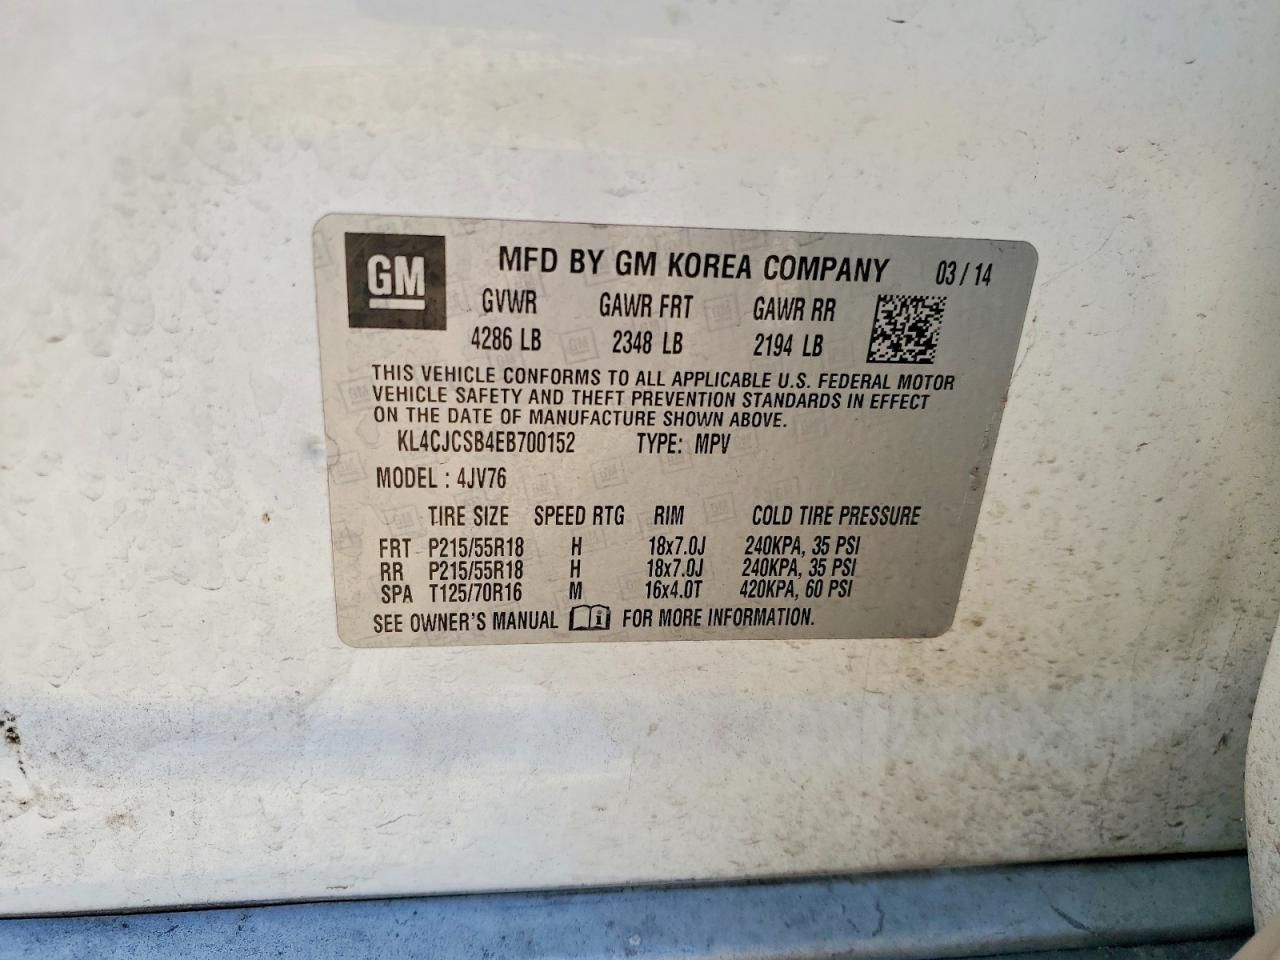 GM
MFD BY GM KOREA COMPANY 03/14
GVWR GAWR FRT GAWR RR
4286 LB 2348 LB 2194 LB
THIS VEHICLE CONFORMS TO ALL APPLICABLE U.S. FEDERAL MOTOR
VEHICLE SAFETY AND THEFT PREVENTION STANDARDS IN EFFECT
ON THE DATE OF MANUFACTURE SHOWN ABOVE.
KL4CJCSB4EB700152 TYPE: MPV
MODEL : 4JV76
TIRE SIZE SPEED RTG RIM COLD TIRE PRESSURE
FRT P215/55R18 H 18x7.0J 240KPA, 35 PSI
RR P215/55R18 H 18x7.0J 240KPA, 35 PSI
SPA T125/70R16 M 16x4.0T 420KPA, 60 PSI
SEE OWNER'S MANUAL i FOR MORE INFORMATION.